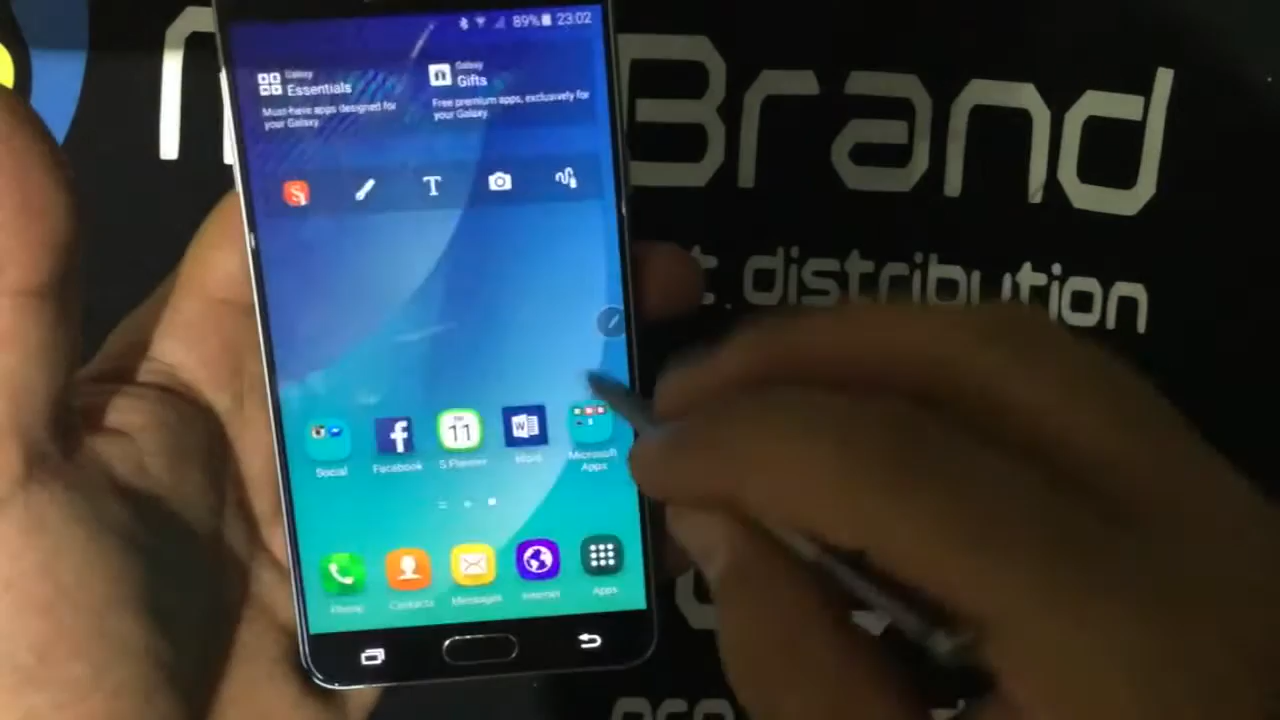 89% 23:02
Galaxy
Essentials
Must-have apps designed for
your Galaxy.
Galaxy
Gifts
Free premium apps, exclusively for
your Galaxy.
T
Brand
distribution
11
Social
Facebook
S Planner
Word
Microsoft
Apps
Phone
Contacts
Messages
Internet
Apps